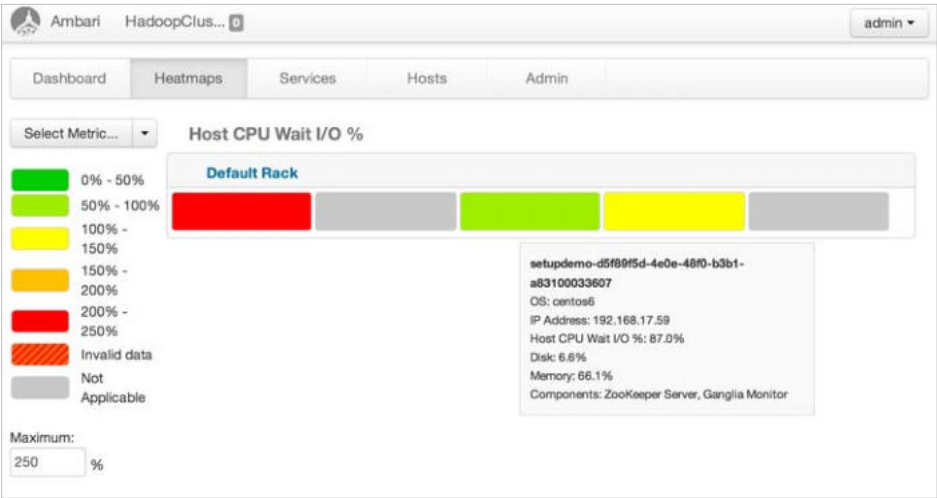 Ambari HadoopClus... 0 admin
Dashboard Heatmaps Services Hosts Admin
Select Metric... Host CPU Wait I/O %
Default Rack
0% - 50%
50% - 100%
100% -
150%
150% -
200%
200% -
250%
Invalid data
Not
Applicable
setupdemo-d5f89f5d-4e0e-48f0-b3b1-
a83100033607
OS: centos6
IP Address: 192.168.17.59
Host CPU Wait I/O %: 87.0%
Disk: 6.6%
Memory: 66.1%
Components: ZooKeeper Server, Ganglia Monitor
Maximum:
250 %